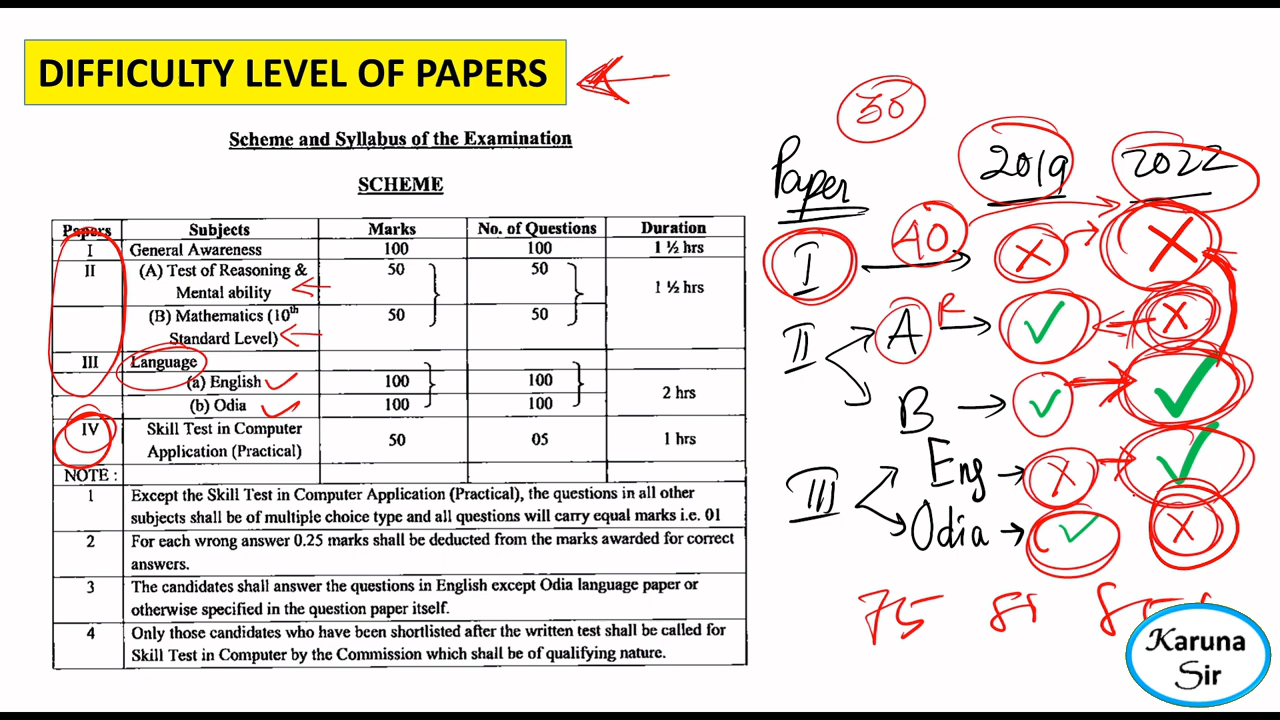 DIFFICULTY LEVEL OF PAPERS
Scheme and Syllabus of the Examination
SCHEME
Papers Subjects Marks No. of Questions Duration
I General Awareness 100 100 1 ½ hrs
II (A) Test of Reasoning & 50 50 1 ½ hrs
Mental ability
(B) Mathematics (10th 50 50
Standard Level)
III Language 2 hrs
(a) English 100 100
(b) Odia 100 100
IV Skill Test in Computer 50 05 1 hrs
Application (Practical)
NOTE :
1 Except the Skill Test in Computer Application (Practical), the questions in all other
subjects shall be of multiple choice type and all questions will carry equal marks i.e. 01
2 For each wrong answer 0.25 marks shall be deducted from the marks awarded for correct
answers.
3 The candidates shall answer the questions in English except Odia language paper or
otherwise specified in the question paper itself.
4 Only those candidates who have been shortlisted after the written test shall be called for
Skill Test in Computer by the Commission which shall be of qualifying nature.
Paper 2019 2022
I
II A R
B
III Eng
Odia
75
Karuna
Sir